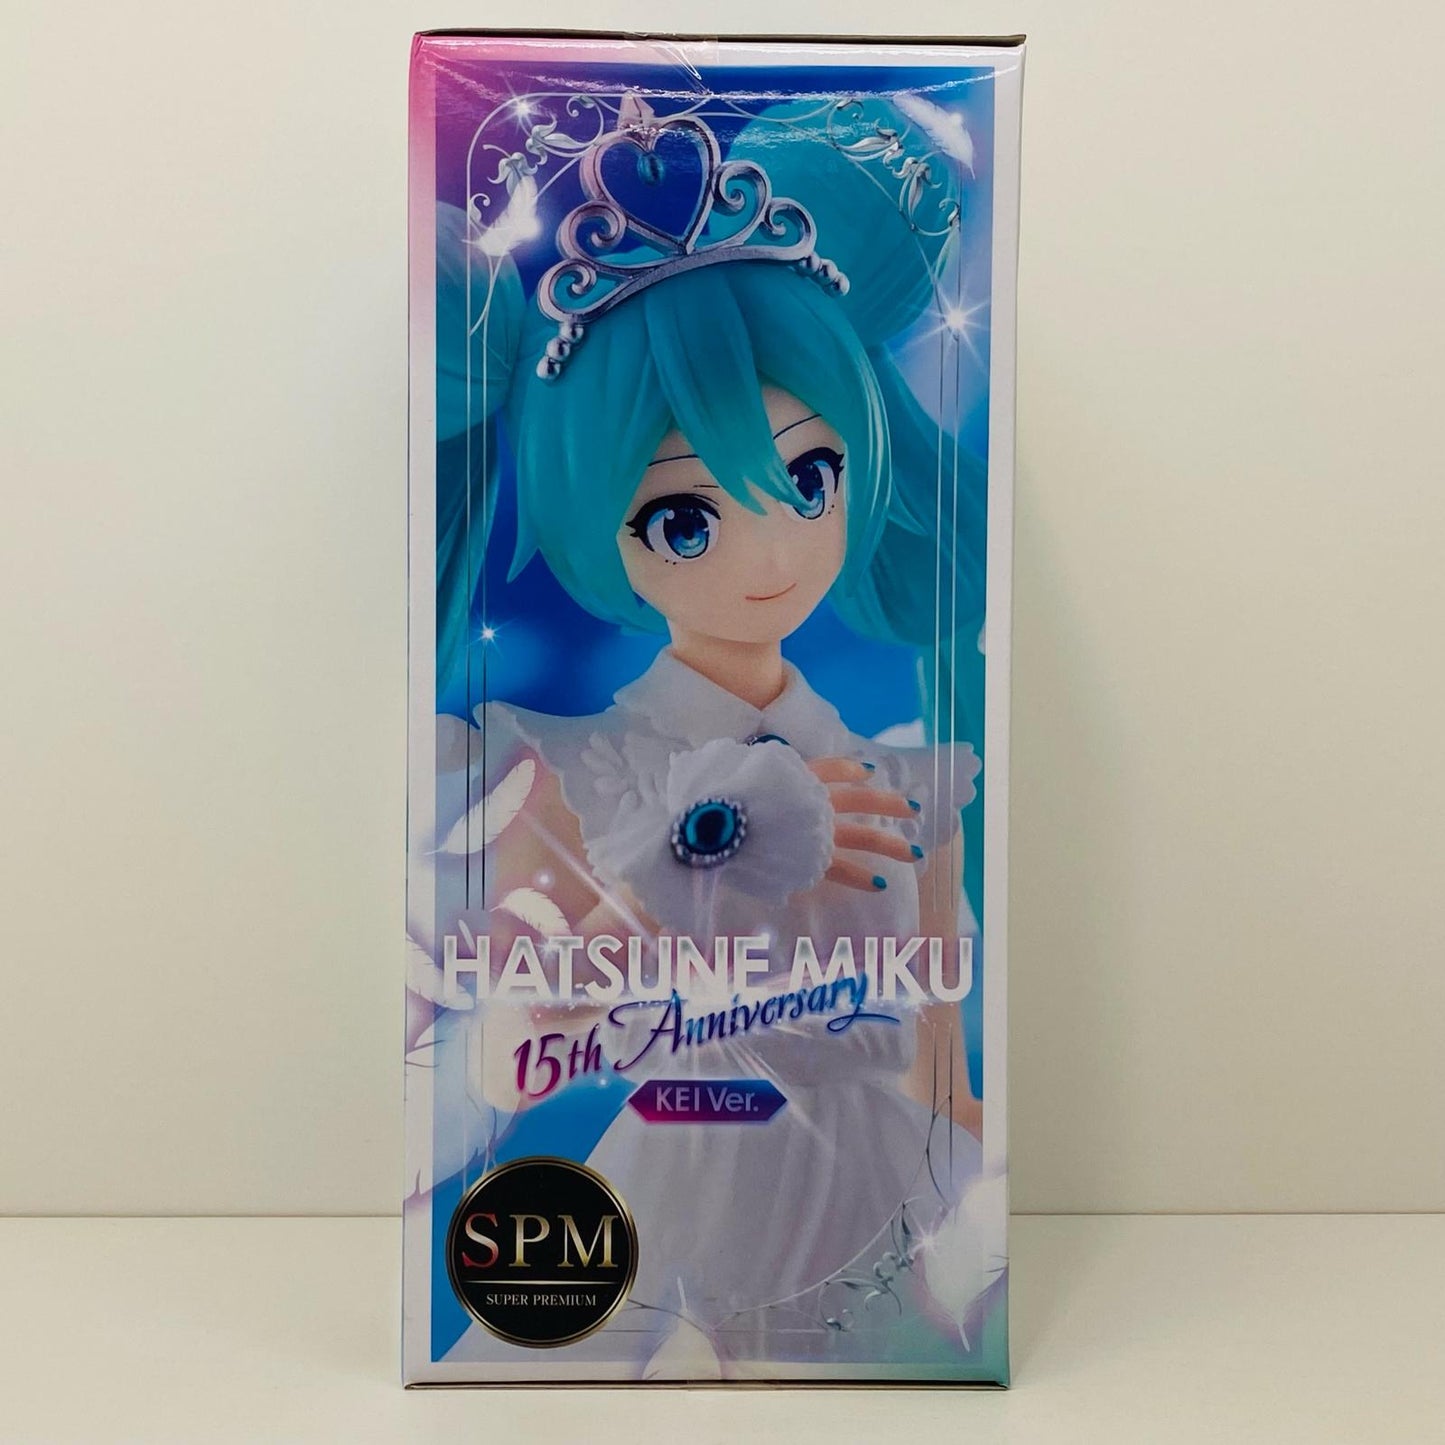 HATSUNE MIKU
15th Anniversary
KEI Ver.
SPM
SUPER PREMIUM